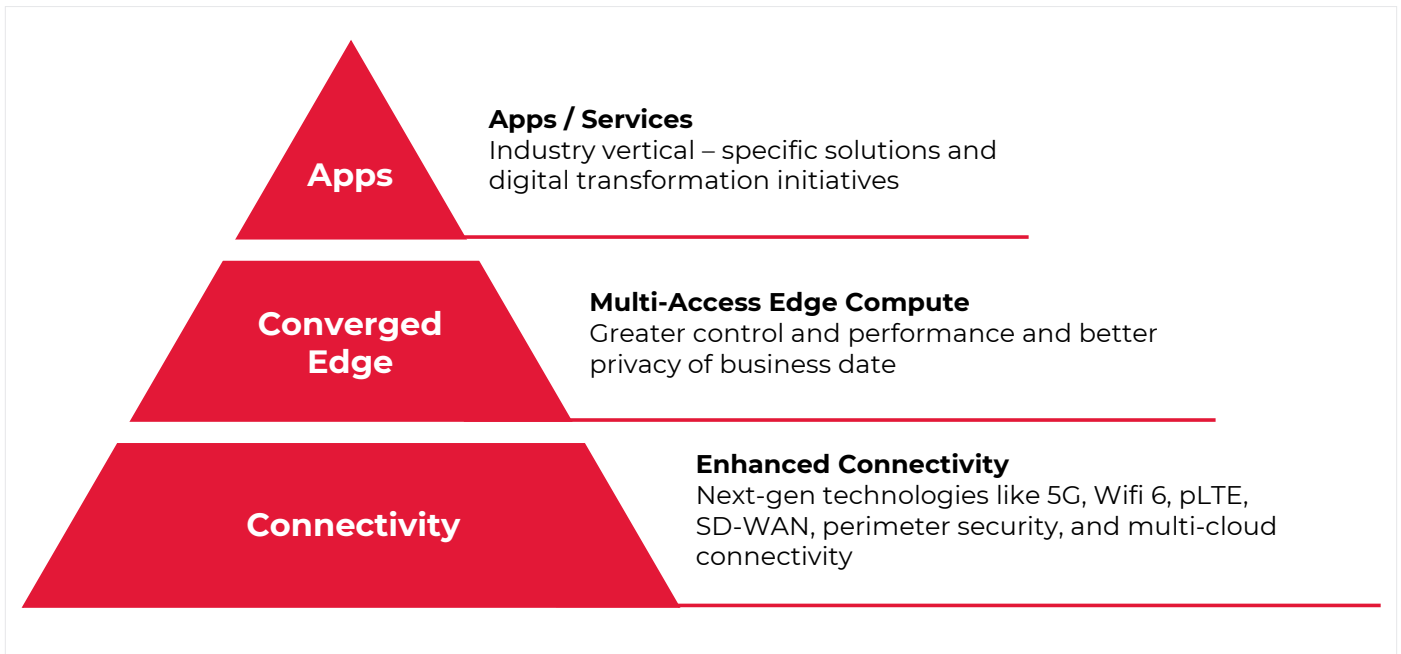 Apps
Apps / Services
Industry vertical – specific solutions and
digital transformation initiatives
Converged
Edge
Multi-Access Edge Compute
Greater control and performance and better
privacy of business date
Connectivity
Enhanced Connectivity
Next-gen technologies like 5G, Wifi 6, pLTE,
SD-WAN, perimeter security, and multi-cloud
connectivity